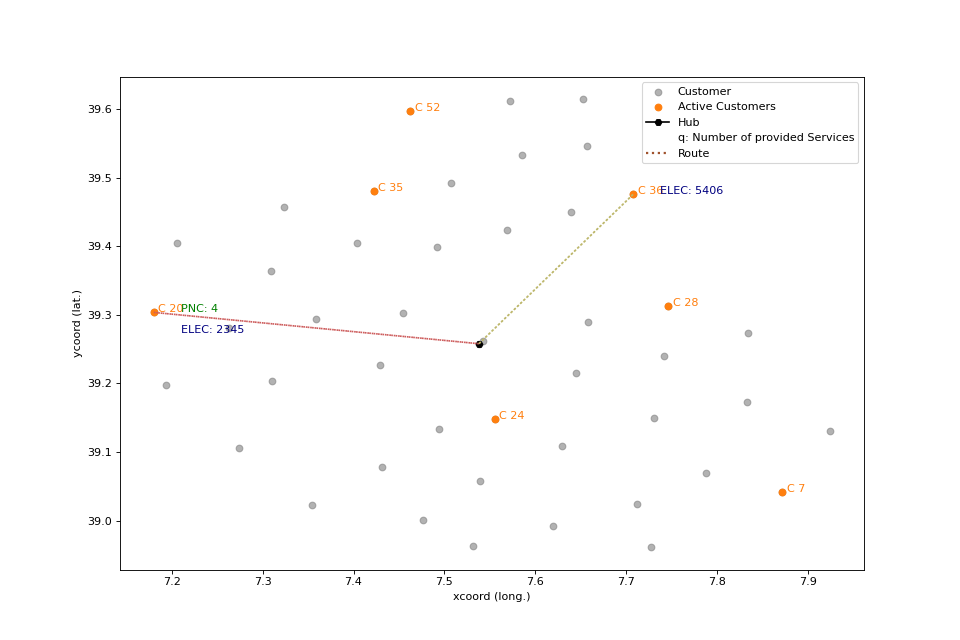 Customer
Active Customers
Hub
q: Number of provided Services
Route
C 52
C 35
C 36
ELEC: 5406
C 20
PNC: 4
ELEC: 2345
C 28
C 24
C 7
39.6
39.5
39.4
39.3
39.2
39.1
39.0
ycoord (lat.)
7.2 7.3 7.4 7.5 7.6 7.7 7.8 7.9
xcoord (long.)